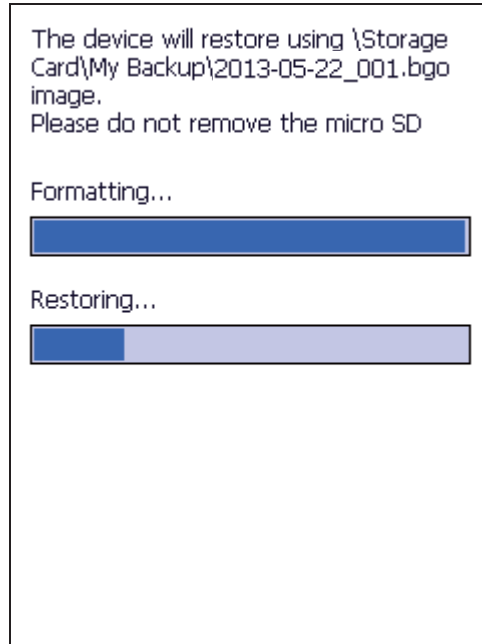 The device will restore using \Storage
Card\My Backup\2013-05-22_001.bgo
image.
Please do not remove the micro SD
Formatting...
Restoring...